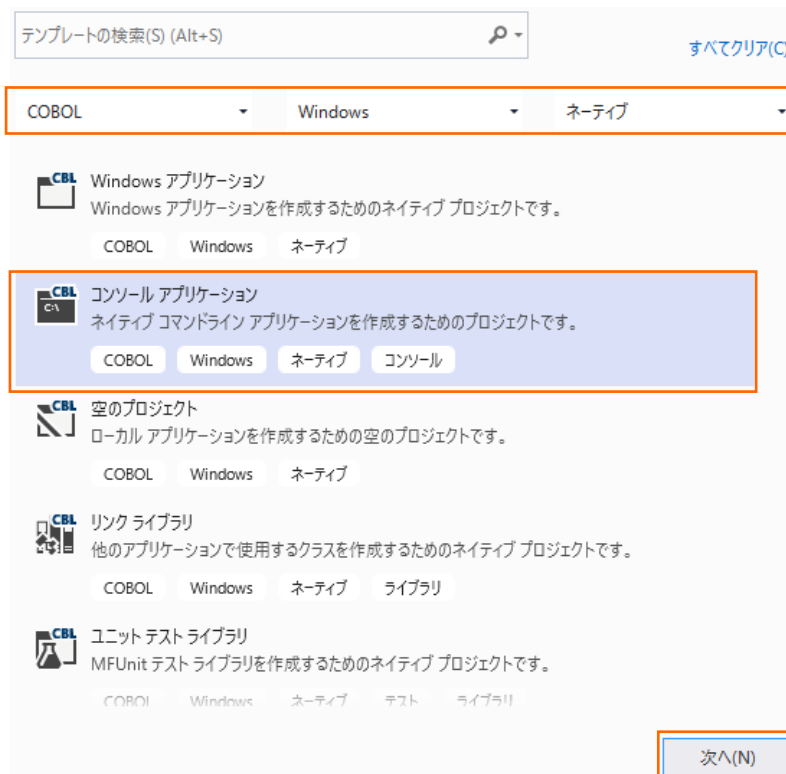 テンプレートの検索(S) (Alt+S)
すべてクリア(C)
COBOL Windows ネーティブ
CBL Windows アプリケーション
Windows アプリケーションを作成するためのネイティブ プロジェクトです。
COBOL Windows ネーティブ
CBL コンソール アプリケーション
C:\ ネイティブ コマンドライン アプリケーションを作成するためのプロジェクトです。
COBOL Windows ネーティブ コンソール
CBL 空のプロジェクト
ローカル アプリケーションを作成するための空のプロジェクトです。
COBOL Windows ネーティブ
CBL リンク ライブラリ
他のアプリケーションで使用するクラスを作成するためのネイティブ プロジェクトです。
COBOL Windows ネーティブ ライブラリ
CBL ユニット テスト ライブラリ
MFUnit テスト ライブラリを作成するためのネイティブ プロジェクトです。
COBOL Windows ネーティブ テスト ライブラリ
次へ(N)